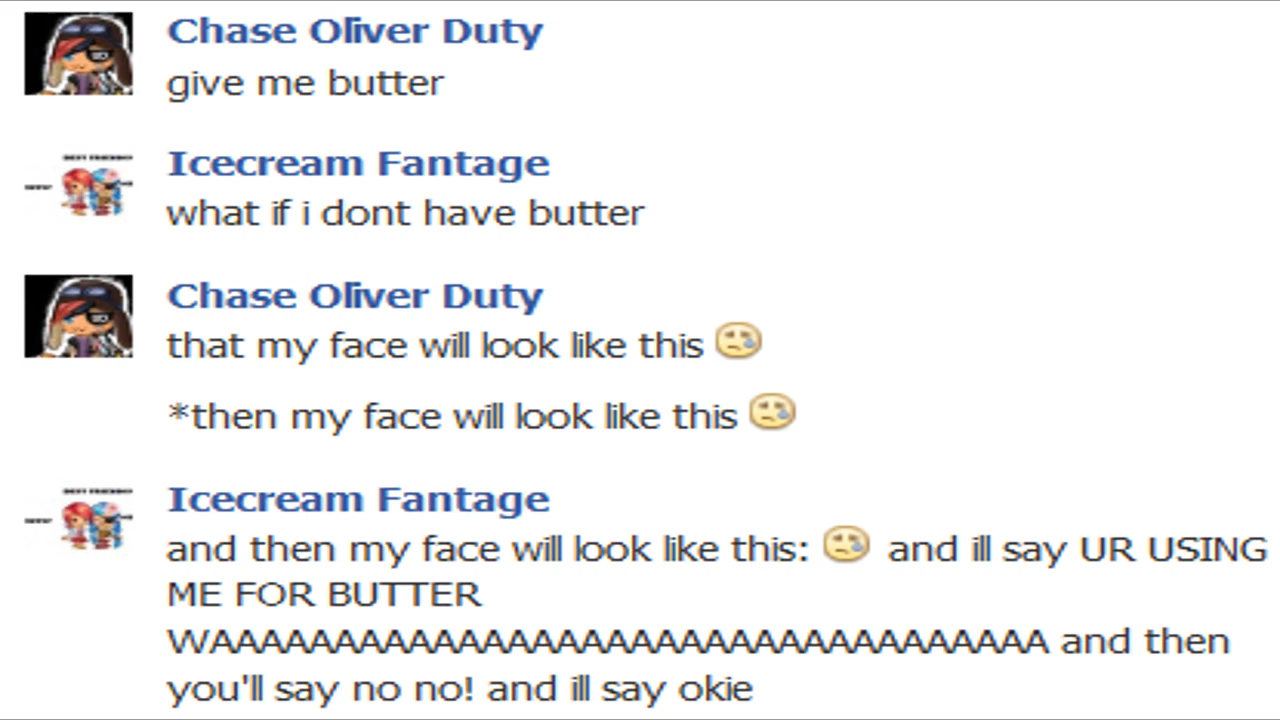 Chase Oliver Duty
give me butter
Icecream Fantage
what if i dont have butter
Chase Oliver Duty
that my face will look like this
*then my face will look like this
Icecream Fantage
and then my face will look like this: and ill say UR USING
ME FOR BUTTER
WAAAAAAAAAAAAAAAAAAAAAAAAAAAAAAAAAA and then
you'll say no no! and ill say okie